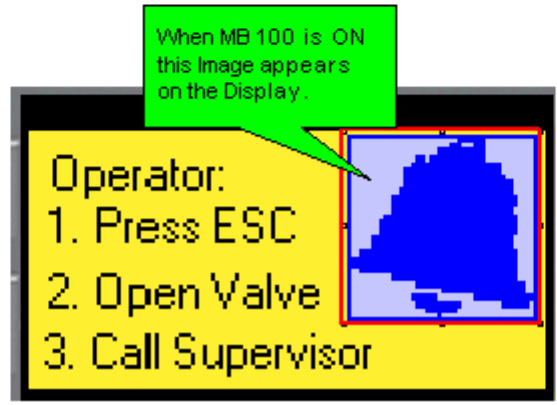 When MB 100 is ON
this Image appears
on the Display.
Operator:
1. Press ESC
2. Open Valve
3. Call Supervisor